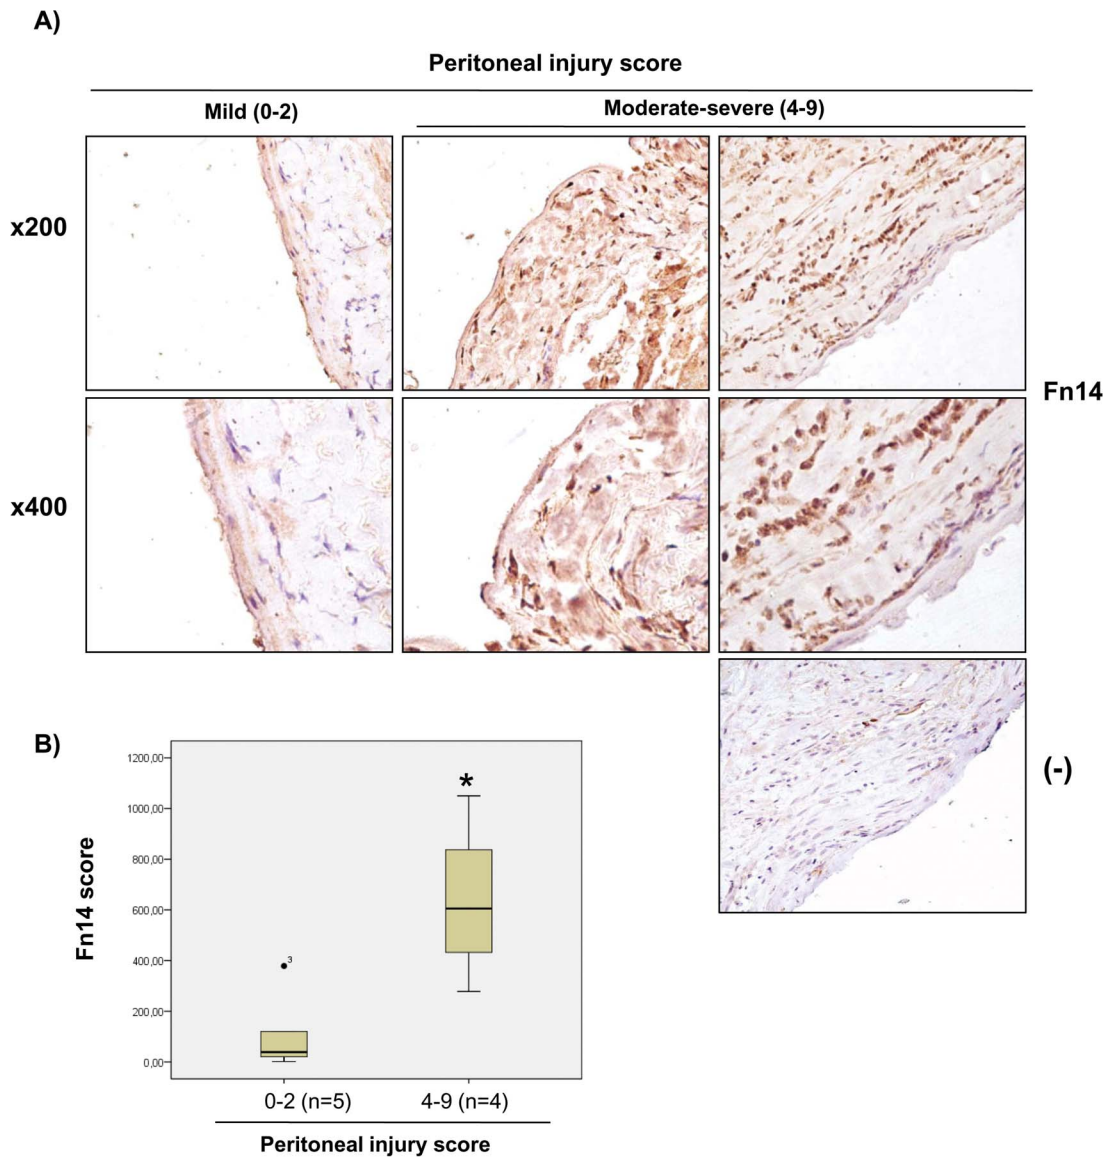 A)
Peritoneal injury score
Mild (0-2)
Moderate-severe (4-9)
x200
Fn14
x400
(-)
B)
Fn14 score
1200,00
1000,00
800,00
600,00
400,00
200,00
0,00
3
*
0-2 (n=5)
4-9 (n=4)
Peritoneal injury score